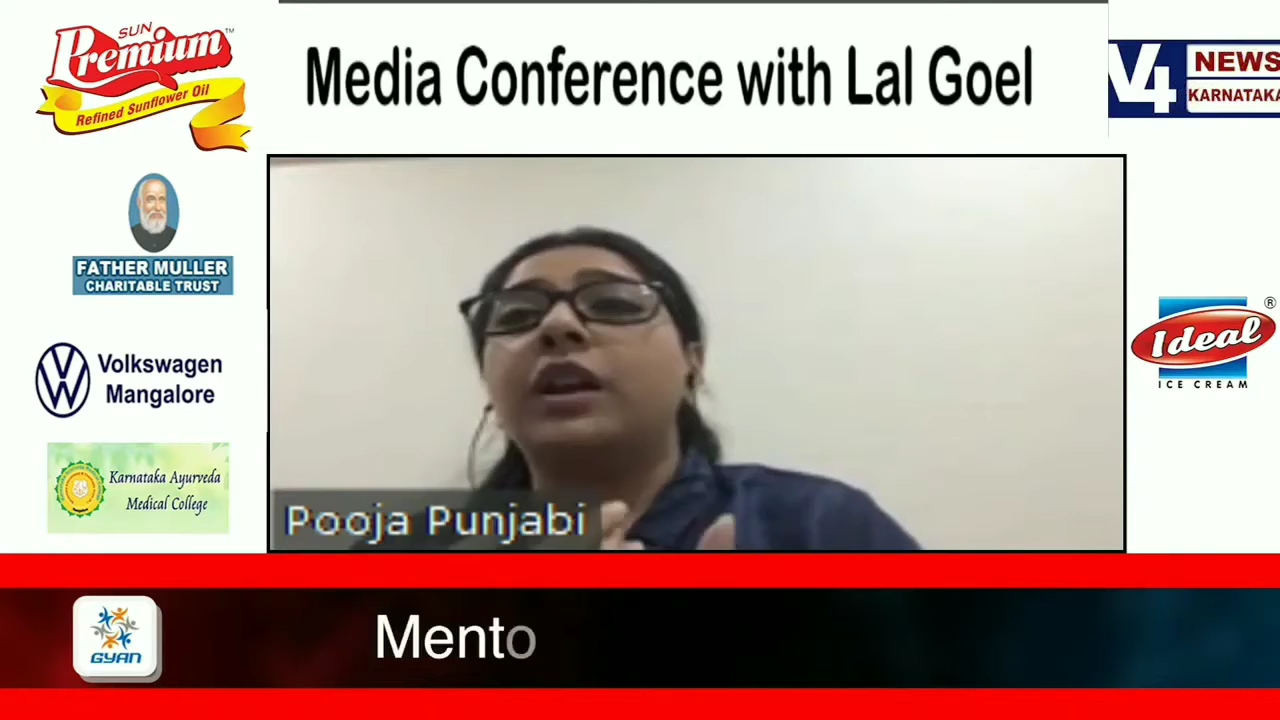 SUN
Premium™
Refined Sunflower Oil
Media Conference with Lal Goel
V4
NEWS
KARNATAKA
FATHER MULLER
CHARITABLE TRUST
Volkswagen
Mangalore
Karnataka Ayurveda
Medical College
Ideal®
ICE CREAM
Pooja Punjabi
GYAN
Mento